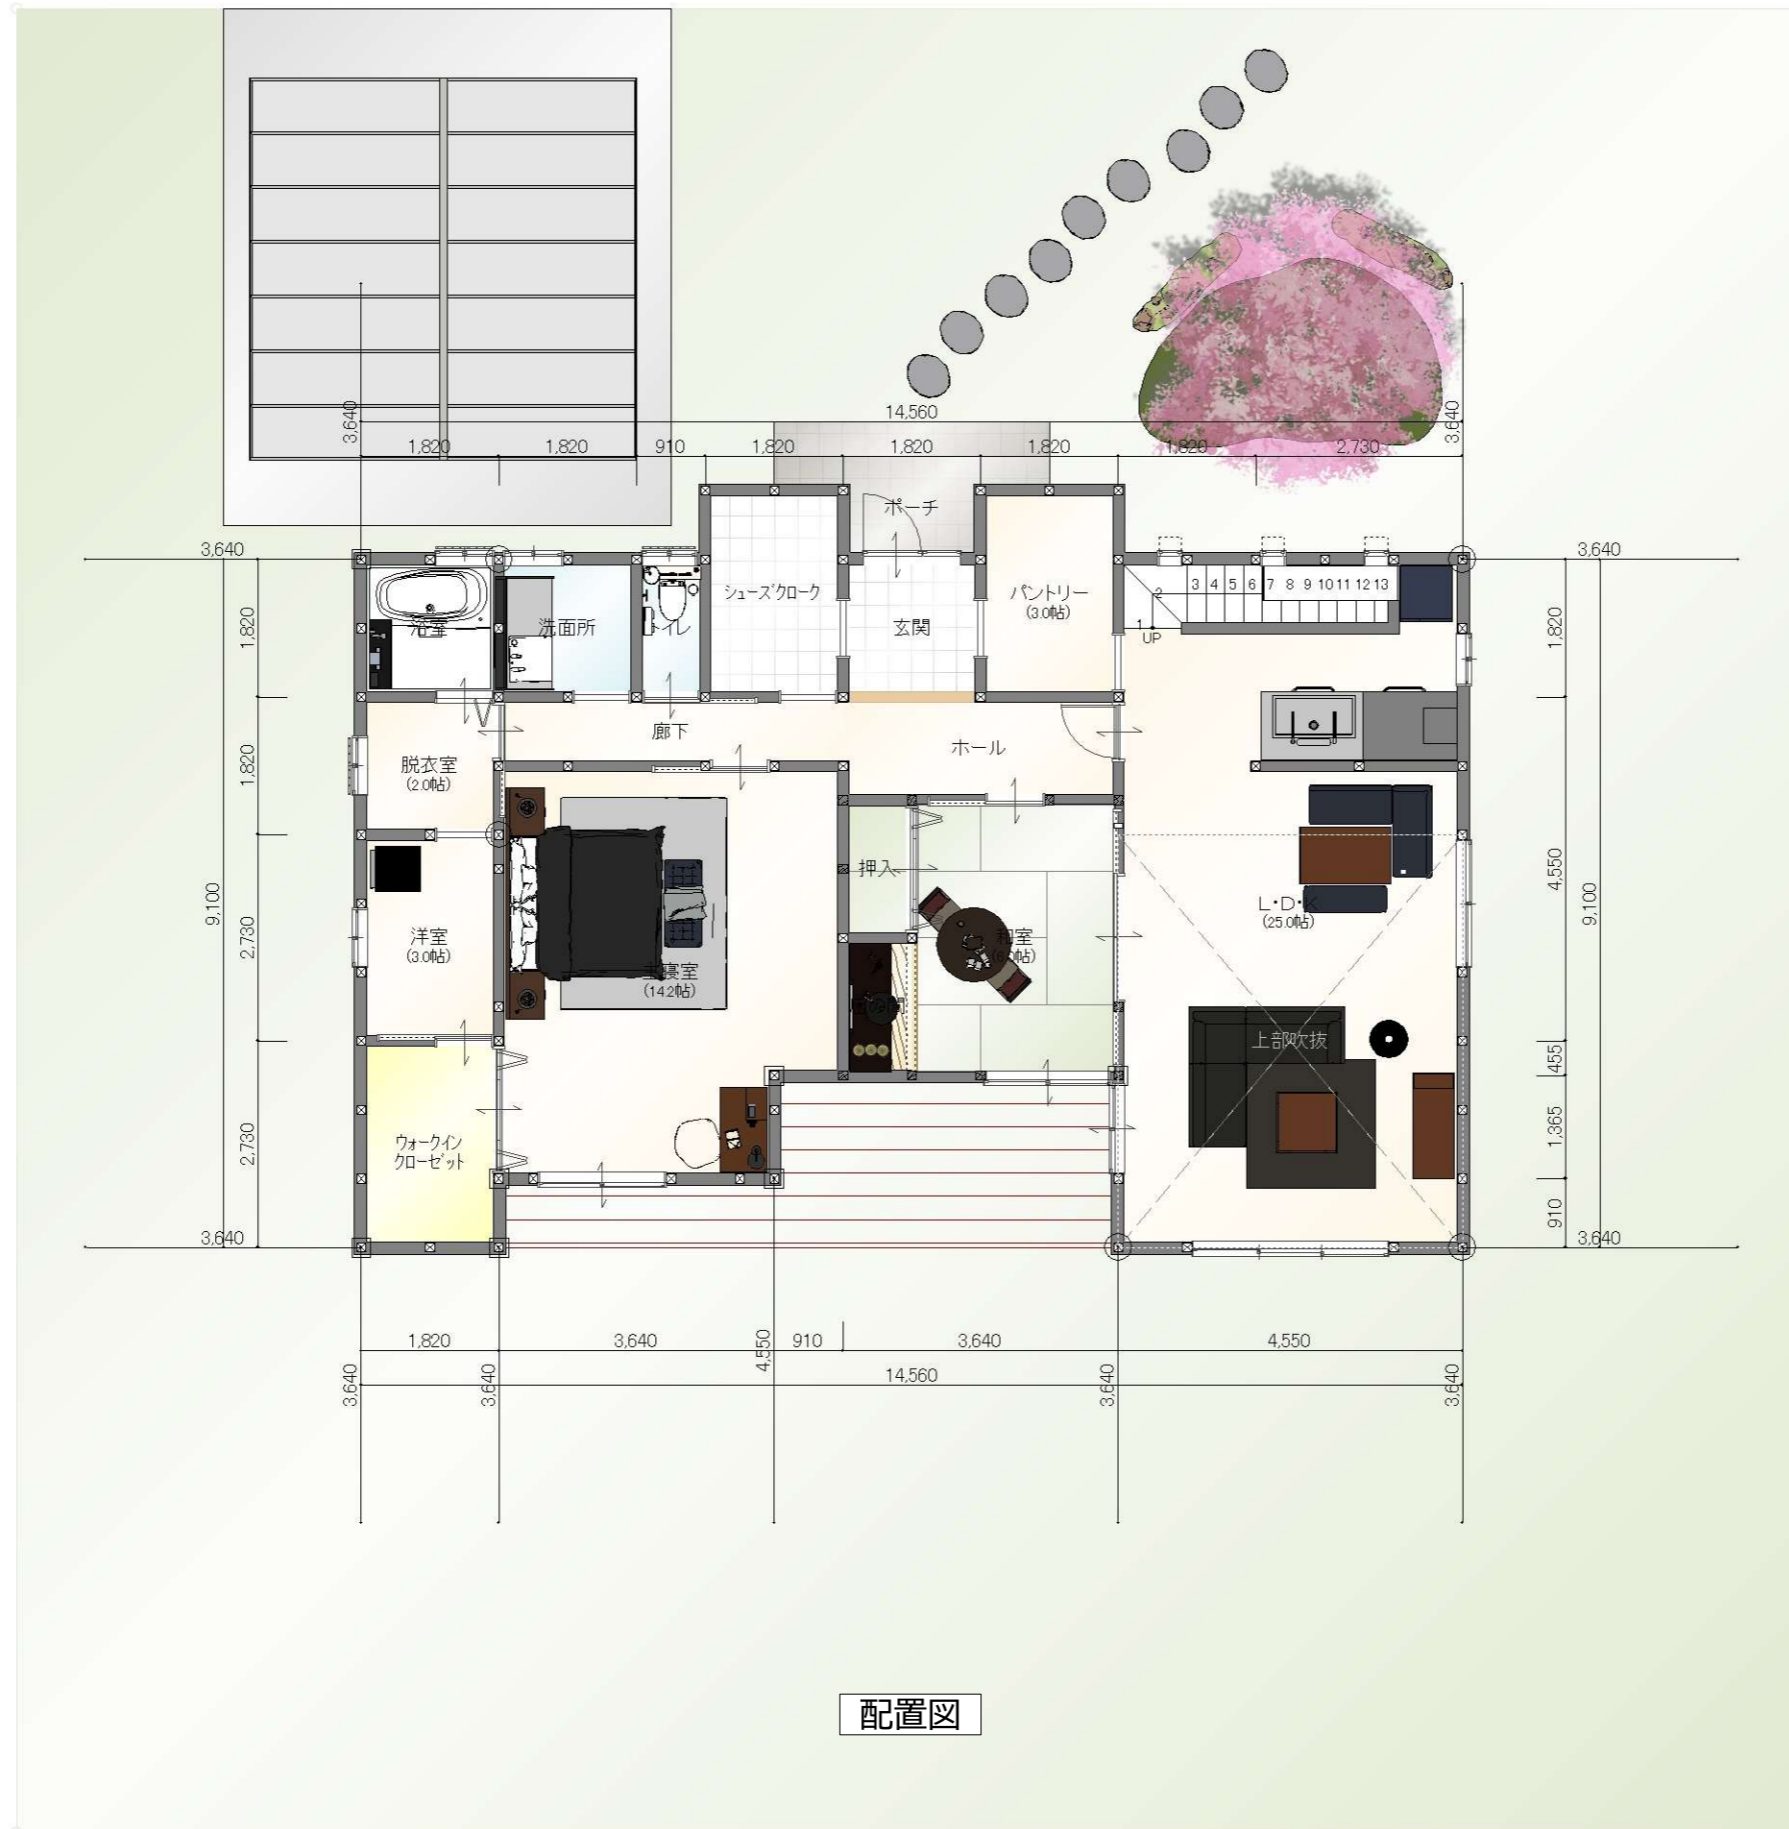 14,560
3,640
3,640
1,820
1,820
910
1,820
1,820
1,820
1,820
2,730
ポーチ
3,640
3,640
浴室
洗面所
トイレ
シューズクローク
玄関
パントリー
(3.0帖)
1
2
3 4 5 6 7 8 9 10 11 12 13
UP
1,820
1,820
廊下
ホール
脱衣室
(2.0帖)
1,820
押入
L・D・K
(25.0帖)
4,550
9,100
9,100
2,730
洋室
(3.0帖)
主寝室
(14.2帖)
和室
(6.0帖)
上部吹抜
455
1,365
2,730
ウォークイン
クローゼット
910
3,640
3,640
1,820
3,640
4,550
910
3,640
4,550
14,560
3,640
3,640
3,640
3,640
配置図